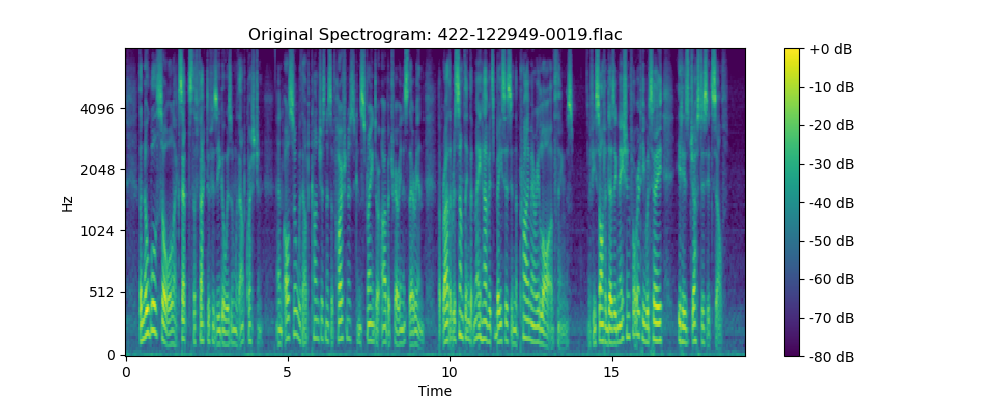 Original Spectrogram: 422-122949-0019.flac
Hz
4096
2048
1024
512
0
0 5 10 15
Time
+0 dB
-10 dB
-20 dB
-30 dB
-40 dB
-50 dB
-60 dB
-70 dB
-80 dB